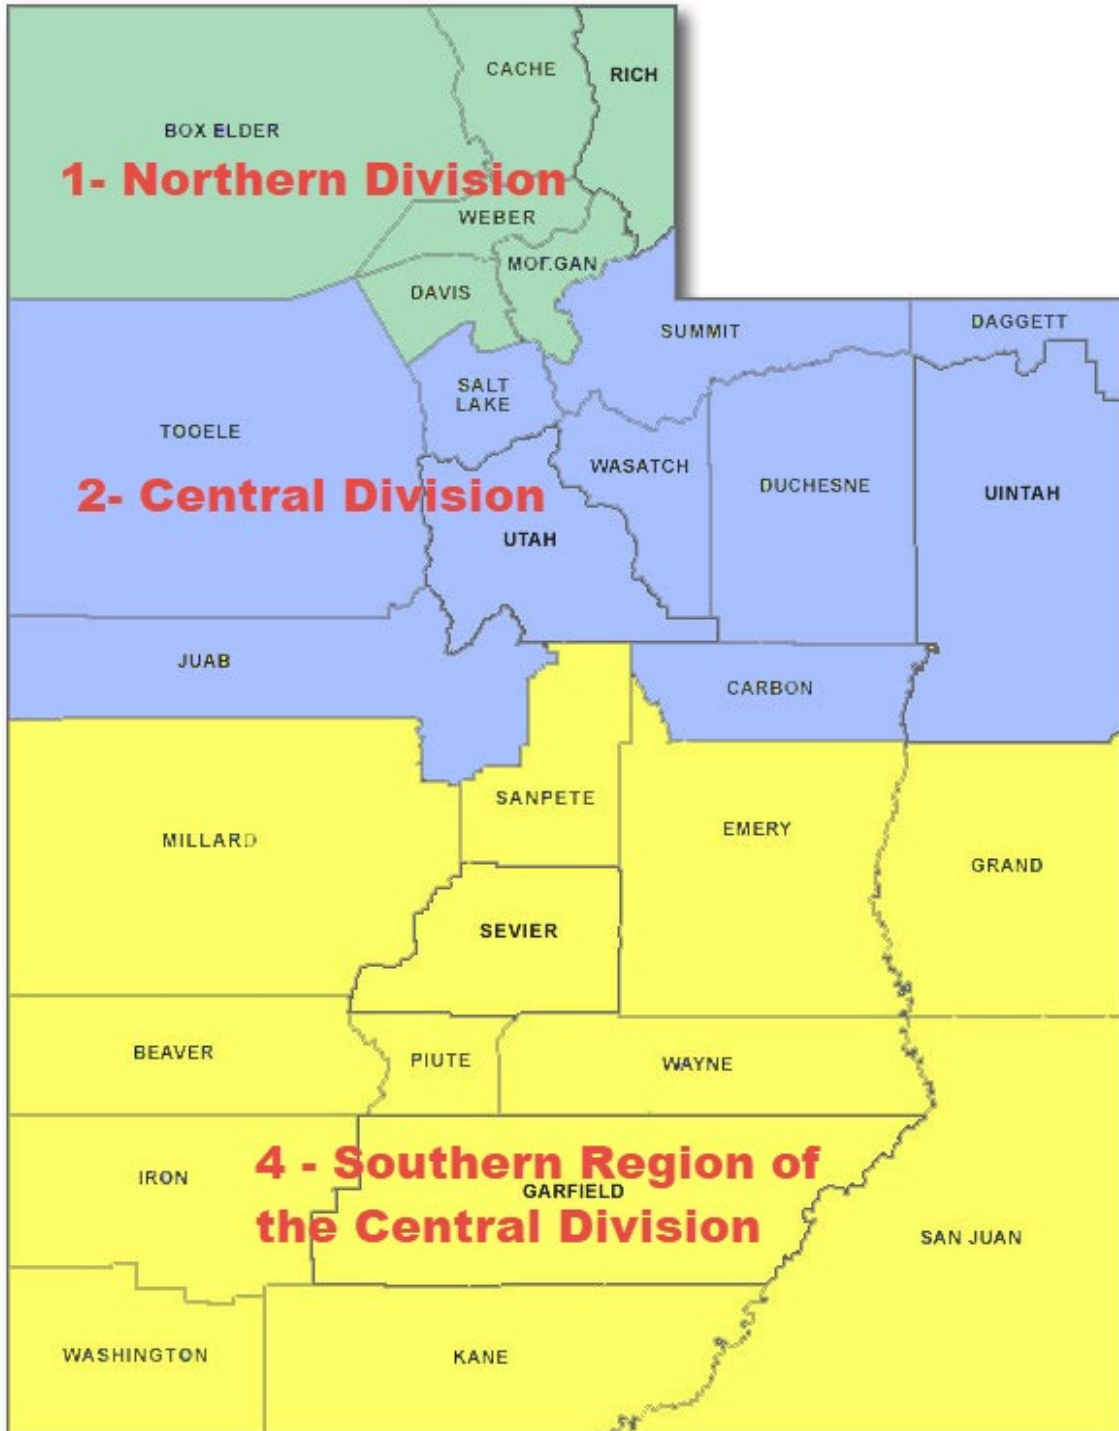 CACHE
RICH
BOX ELDER
1- Northern Division
WEBER
MORGAN
DAVIS
SUMMIT
DAGGETT
SALT
LAKE
TOOELE
WASATCH
DUCHESNE
UINTAH
2- Central Division
UTAH
JUAB
CARBON
SANPETE
MILLARD
EMERY
GRAND
SEVIER
BEAVER
PIUTE
WAYNE
4 - Southern Region of
IRON
GARFIELD
the Central Division
SAN JUAN
WASHINGTON
KANE